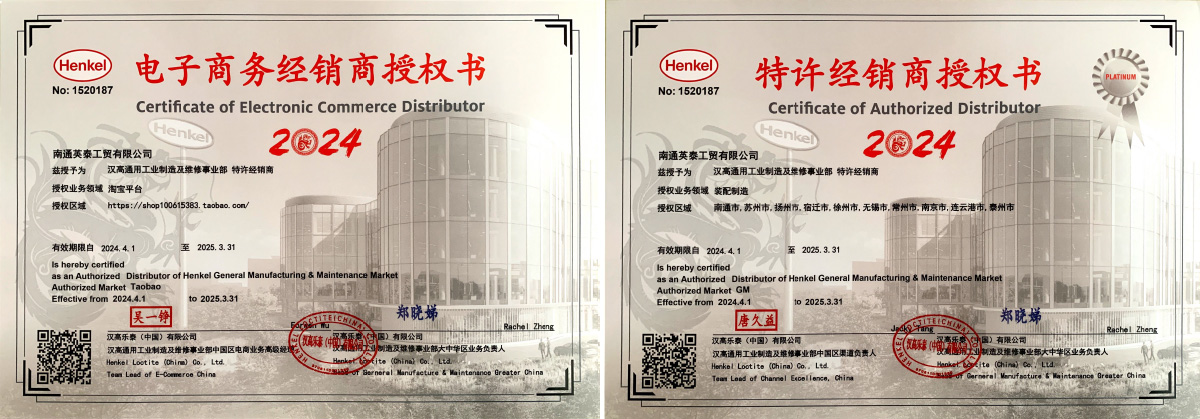 Henkel
No: 1520187
电子商务经销商授权书
Certificate of Electronic Commerce Distributor
2024
Henkel
南通英泰工贸有限公司
兹授予为 汉高通用工业制造及维修事业部 特许经销商
授权业务领域 淘宝平台
授权区域 https://shop100615383.taobao.com/
有效期限自 2024.4.1 至 2025.3.31
Is hereby certified
as an Authorized Distributor of Henkel General Manufacturing & Maintenance Market
Authorized Market Taobao
Effective from 2024.4.1 to 2025.3.31
吴一铮
郑晓娣
Wu
Rachel Zheng
汉高乐泰（中国）有限公司
汉高通用工业制造及维修事业部中国区电商业务高级经理
Henkel Loctite (China) Co., Ltd.
Team Lead of E-Commerce China
汉高乐泰（中国）有限公司
制造及维修事业部大中华区业务负责人
Henkel Loctite (China) Co., Ltd.
of Gerneral Manufacture & Maintenance Greater China
Henkel
No: 1520187
特许经销商授权书
Certificate of Authorized Distributor
PLATINUM
2024
Henkel
南通英泰工贸有限公司
兹授予为 汉高通用工业制造及维修事业部 特许经销商
授权业务领域 装配制造
授权区域 南通市,苏州市,扬州市,宿迁市,徐州市,无锡市,常州市,南京市,连云港市,泰州市
有效期限自 2024.4.1 至 2025.3.31
Is hereby certified
as an Authorized Distributor of Henkel General Manufacturing & Maintenance Market
Authorized Market GM
Effective from 2024.4.1 to 2025.3.31
唐久益
郑晓娣
Jacky Tang
Rachel Zheng
汉高乐泰（中国）有限公司
汉高通用工业制造及维修事业部中国区渠道负责人
Henkel Loctite (China) Co., Ltd.
Team Lead of Channel Excellence, China
汉高乐泰（中国）有限公司
制造及维修事业部大中华区业务负责人
Henkel Loctite (China) Co., Ltd.
of Gerneral Manufacture & Maintenance Greater China